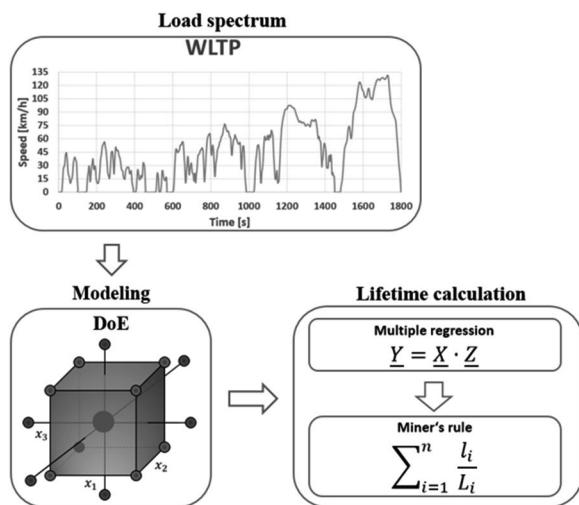 Load spectrum
WLTP
Speed [km/h]
135
120
105
90
75
60
45
30
15
0
0 200 400 600 800 1000 1200 1400 1600 1800
Time [s]
Modeling
DoE
x₃
x₂
x₁
Lifetime calculation
Multiple regression
Y = X · Z
Miner's rule
∑ⁿᵢ₌₁ lᵢ/Lᵢ